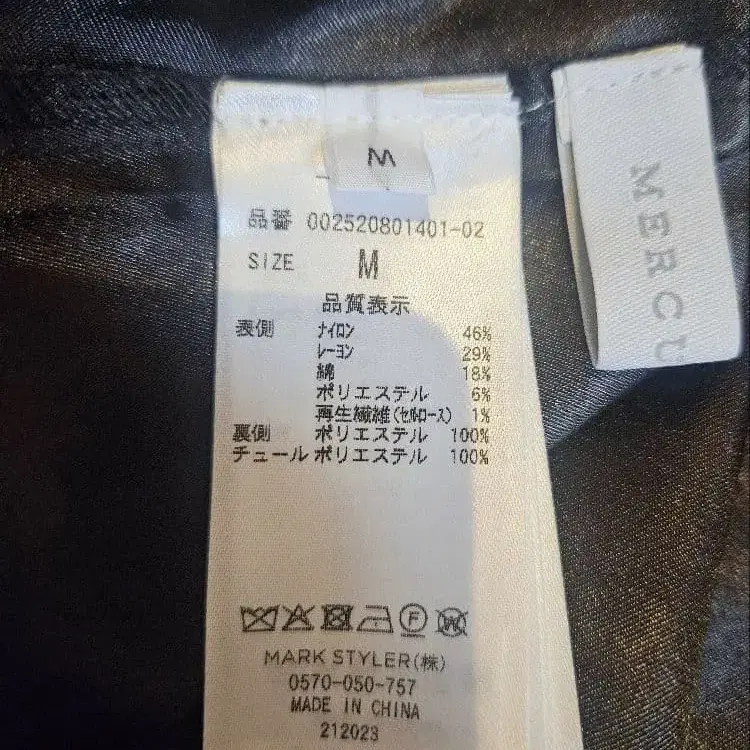 M
品番 002520801401-02
SIZE M
品質表示
表側 ナイロン 46%
レーヨン 29%
綿 18%
ポリエステル 6%
再生繊維(セルロース) 1%
裏側 ポリエステル 100%
チュール ポリエステル 100%
MARK STYLER(株)
0570-050-757
MADE IN CHINA
212023
MERCU